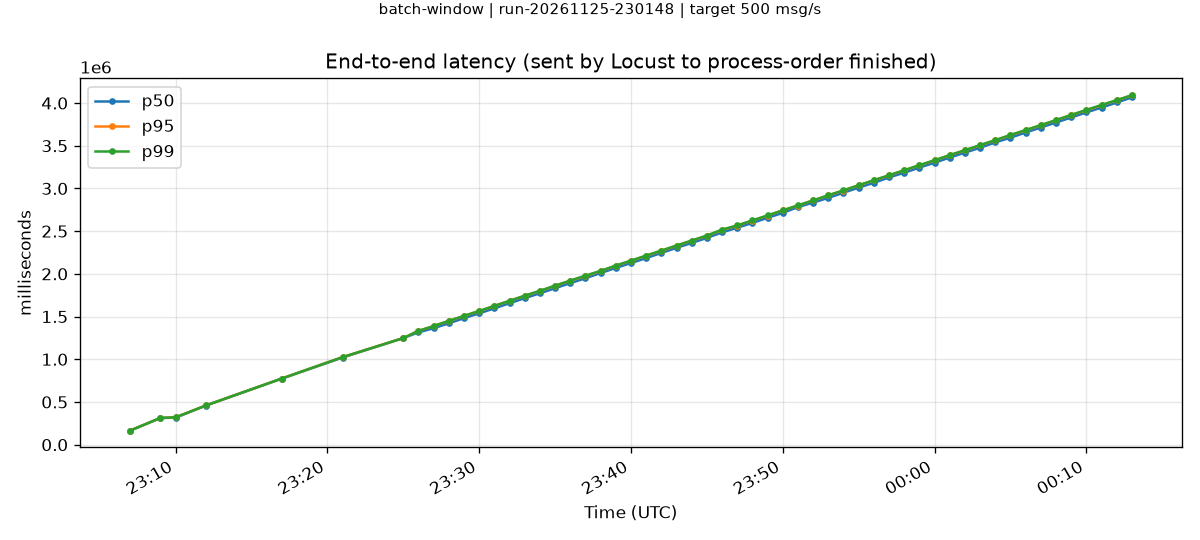 batch-window | run-20261125-230148 | target 500 msg/s
End-to-end latency (sent by Locust to process-order finished)
1e6
p50
p95
p99
4.0
3.5
3.0
2.5
2.0
1.5
1.0
0.5
0.0
milliseconds
23:10
23:20
23:30
23:40
23:50
00:00
00:10
Time (UTC)